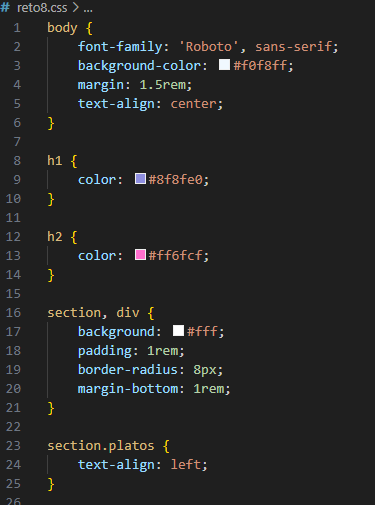 # reto8.css > ...
1 body {
2 font-family: 'Roboto', sans-serif;
3 background-color: #f0f8ff;
4 margin: 1.5rem;
5 text-align: center;
6 }
7
8 h1 {
9 color: #8f8fe0;
10 }
11
12 h2 {
13 color: #ff6fcf;
14 }
15
16 section, div {
17 background: #fff;
18 padding: 1rem;
19 border-radius: 8px;
20 margin-bottom: 1rem;
21 }
22
23 section.platos {
24 text-align: left;
25 }
26